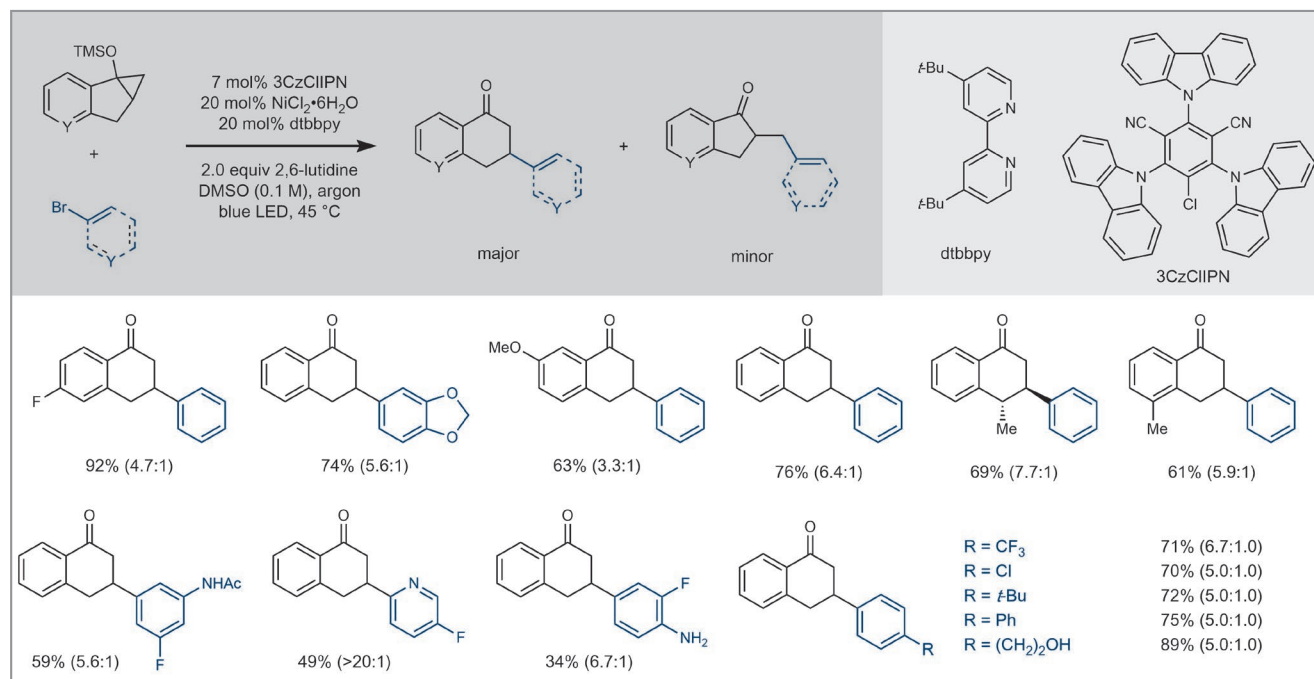 TMSO
Y
+
Br
Y
7 mol% 3CzClIPN
20 mol% NiCl2•6H2O
20 mol% dtbbpy
2.0 equiv 2,6-lutidine
DMSO (0.1 M), argon
blue LED, 45 °C
O
Y
Y
major
+
O
Y
Y
minor
t-Bu
N
N
t-Bu
dtbbpy
N
CN
CN
N
N
Cl
3CzClIPN
O
F
92% (4.7:1)
O
O
O
74% (5.6:1)
O
MeO
63% (3.3:1)
O
76% (6.4:1)
O
Me
69% (7.7:1)
O
Me
61% (5.9:1)
O
NHAc
F
59% (5.6:1)
O
N
F
49% (>20:1)
O
F
NH2
34% (6.7:1)
O
R
R = CF3 71% (6.7:1.0)
R = Cl 70% (5.0:1.0)
R = t-Bu 72% (5.0:1.0)
R = Ph 75% (5.0:1.0)
R = (CH2)2OH 89% (5.0:1.0)